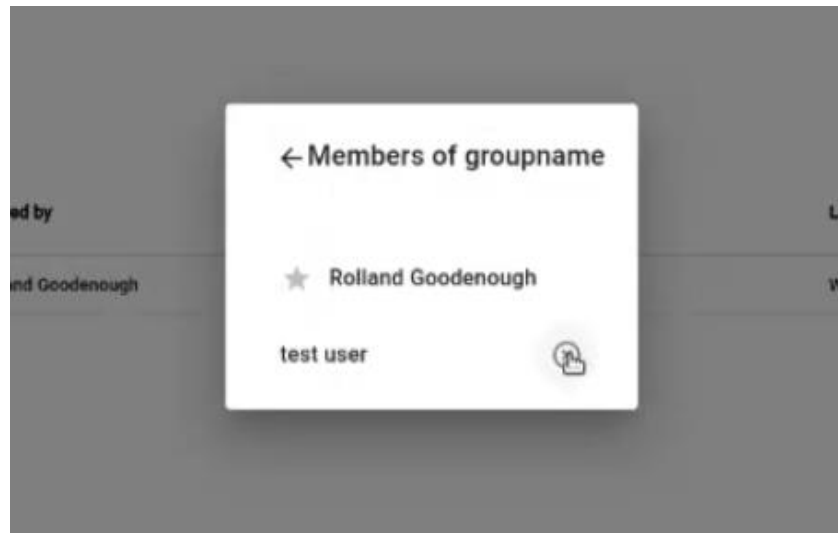 Members of groupname
ed by
L
Rolland Goodenough
nd Goodenough
W
test user